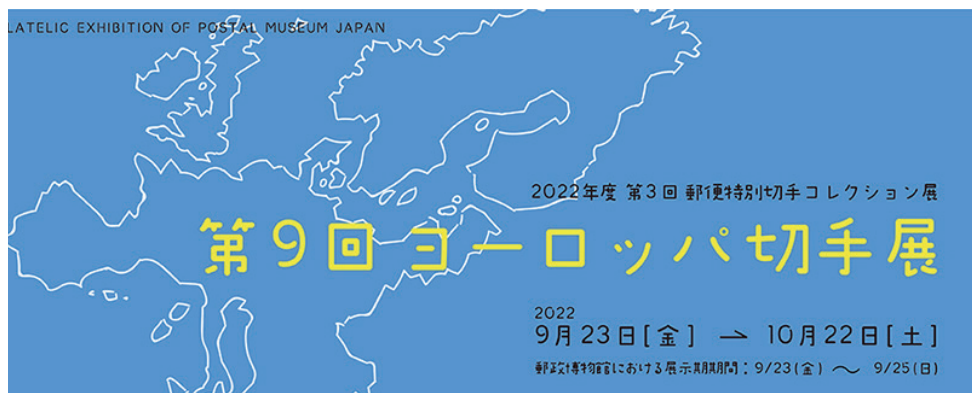 LATELIC EXHIBITION OF POSTAL MUSEUM JAPAN
2022年度 第3回 郵便特別切手コレクション展
第9回ヨーロッパ切手展
2022
9月23日[金] → 10月22日[土]
郵政博物館における展示期期間：9/23(金) 〜 9/25(日)